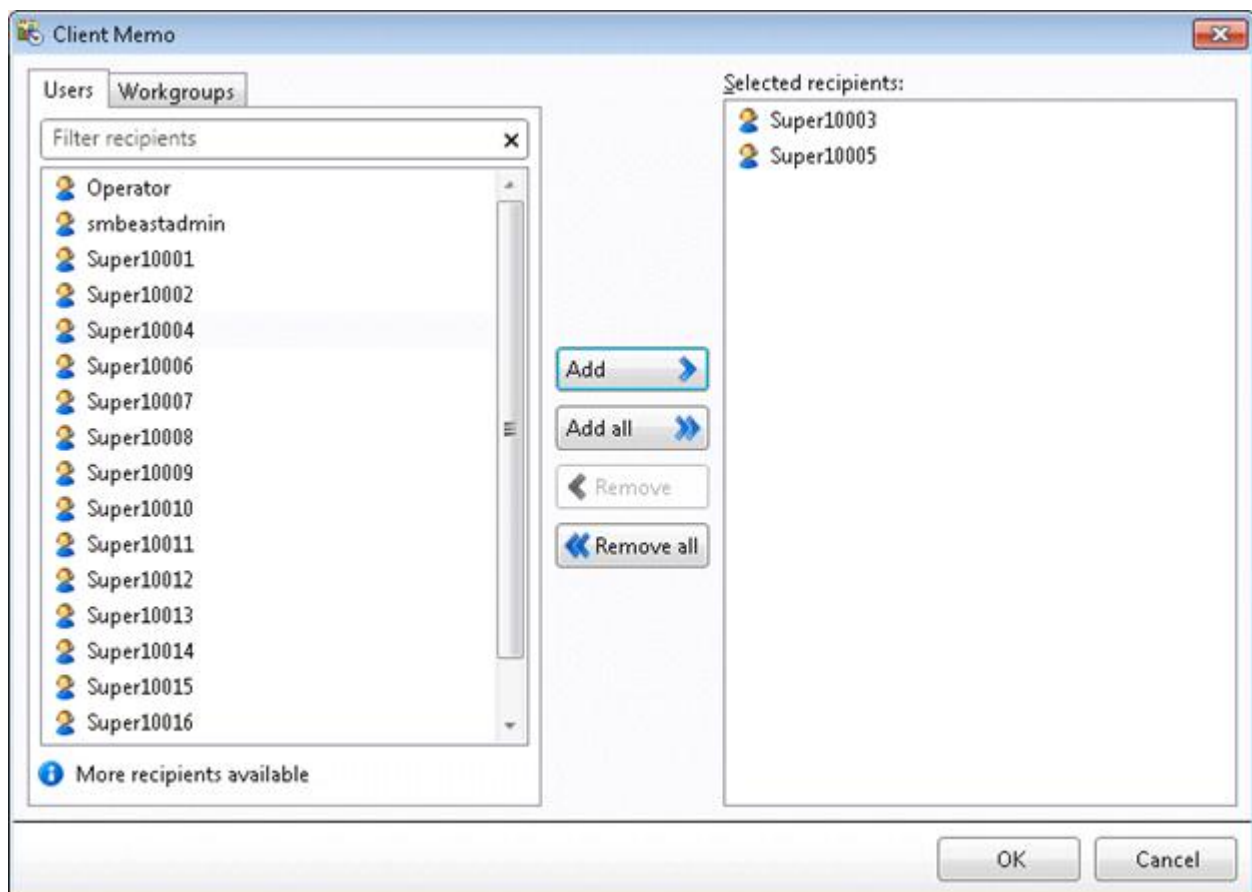 Client Memo
Users Workgroups
Filter recipients
Operator
smbeastadmin
Super10001
Super10002
Super10004
Super10006
Super10007
Super10008
Super10009
Super10010
Super10011
Super10012
Super10013
Super10014
Super10015
Super10016
More recipients available
Add
Add all
Remove
Remove all
Selected recipients:
Super10003
Super10005
OK Cancel